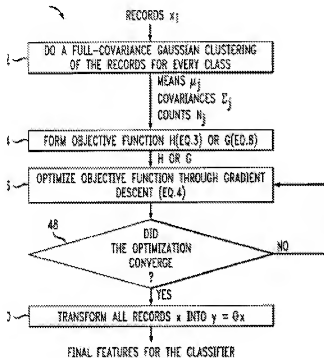 RECORDS xi
DO A FULL-COVARIANCE GAUSSIAN CLUSTERING
OF THE RECORDS FOR EVERY CLASS
MEANS μj
COVARIANCES Σj
COUNTS Nj
4
FORM OBJECTIVE FUNCTION H(EQ.3) OR G(EQ.8)
H OR G
OPTIMIZE OBJECTIVE FUNCTION THROUGH GRADIENT
DESCENT (EQ.4)
48
DID
THE OPTIMIZATION
CONVERGE
?
NO
YES
TRANSFORM ALL RECORDS x INTO y = Θx
FINAL FEATURES FOR THE CLASSIFIER